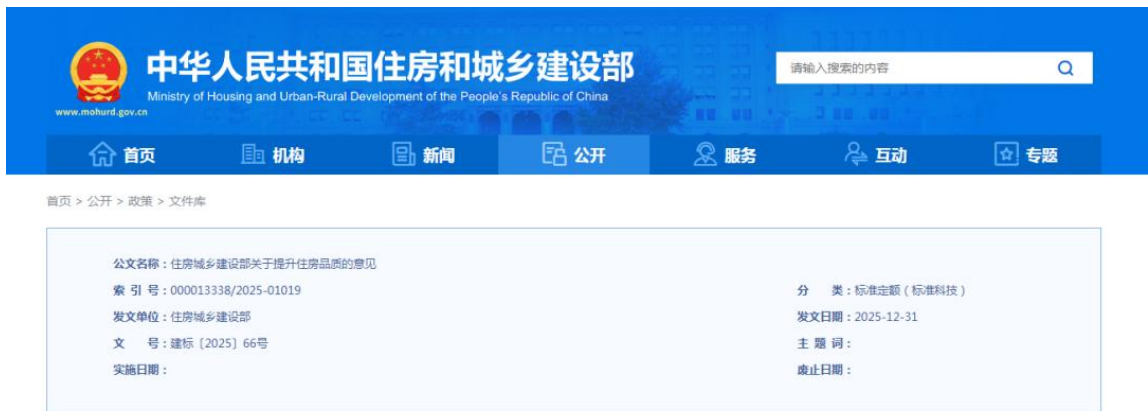 中华人民共和国住房和城乡建设部
Ministry of Housing and Urban-Rural Development of the People's Republic of China
www.mohurd.gov.cn
请输入搜索的内容
首页 机构 新闻 公开 服务 互动 专题
首页 > 公开 > 政策 > 文件库
公文名称：住房城乡建设部关于提升住房品质的意见
索 引 号：000013338/2025-01019 分 类：标准定额（标准科技）
发文单位：住房城乡建设部 发文日期：2025-12-31
文 号：建标〔2025〕66号 主 题 词：
实施日期： 废止日期：